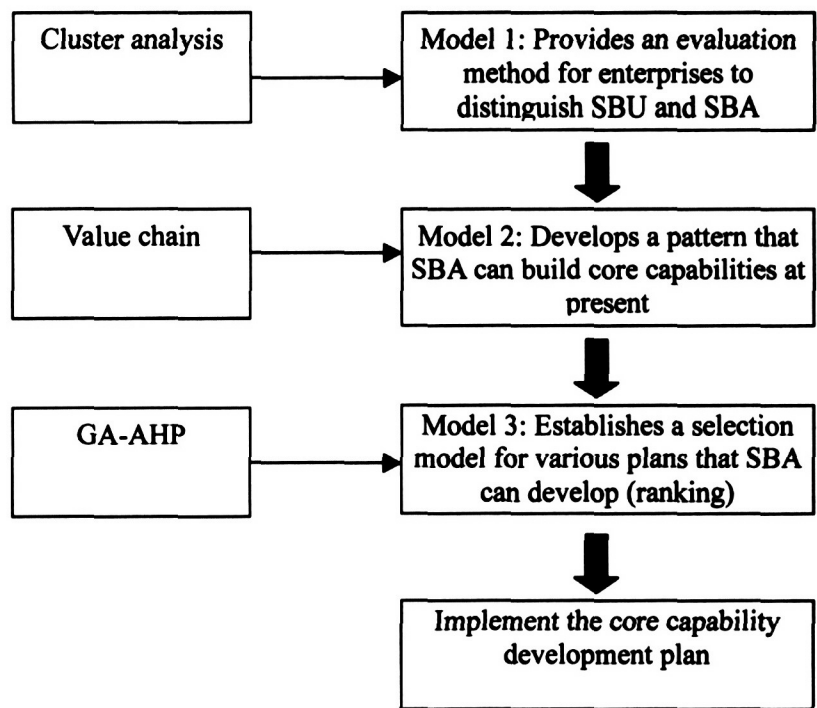 Cluster analysis
Model 1: Provides an evaluation
method for enterprises to
distinguish SBU and SBA
Value chain
Model 2: Develops a pattern that
SBA can build core capabilities at
present
GA-AHP
Model 3: Establishes a selection
model for various plans that SBA
can develop (ranking)
Implement the core capability
development plan